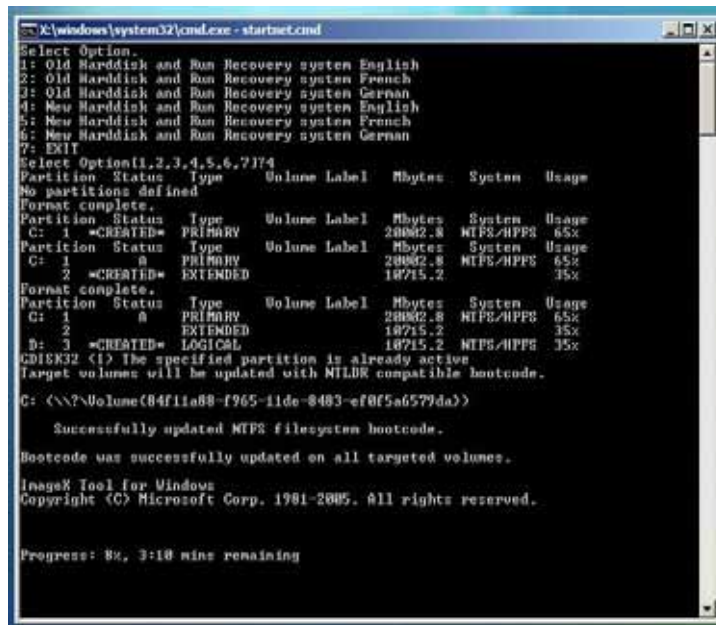 X:\windows\system32\cmd.exe - startnet.cmd
Select Option.
1: Old Harddisk and Run Recovery system English
2: Old Harddisk and Run Recovery system French
3: Old Harddisk and Run Recovery system German
4: New Harddisk and Run Recovery system English
5: New Harddisk and Run Recovery system French
6: New Harddisk and Run Recovery system German
7: EXIT
Select Option[1,2,3,4,5,6,7]?4
Partition Status Type Volume Label Mbytes System Usage
No partitions defined
Format complete.
Partition Status Type Volume Label Mbytes System Usage
C: 1 *CREATED* PRIMARY 20002.8 NTFS/HPFS 65%
Partition Status Type Volume Label Mbytes System Usage
C: 1 A PRIMARY 20002.8 NTFS/HPFS 65%
2 *CREATED* EXTENDED 10715.2 35%
Format complete.
Partition Status Type Volume Label Mbytes System Usage
C: 1 A PRIMARY 20002.8 NTFS/HPFS 65%
2 EXTENDED 10715.2 35%
D: 3 *CREATED* LOGICAL 10715.2 NTFS/HPFS 35%
GDISK32 (1) The specified partition is already active
Target volumes will be updated with NTLDR compatible bootcode.
C: (\\?\Volume{84f11a88-f965-11de-8483-ef0f5a6579da})
Successfully updated NTFS filesystem bootcode.
Bootcode was successfully updated on all targeted volumes.
ImageX Tool for Windows
Copyright (C) Microsoft Corp. 1981-2005. All rights reserved.
Progress: 8%, 3:10 mins remaining